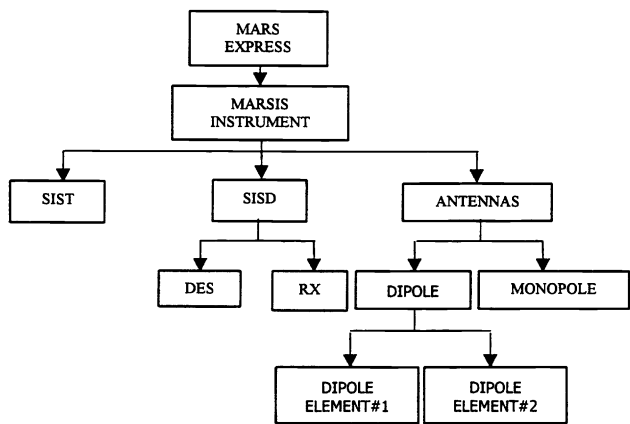 MARS
EXPRESS
MARSIS
INSTRUMENT
SIST
SISD
ANTENNAS
DES
RX
DIPOLE
MONOPOLE
DIPOLE
ELEMENT#1
DIPOLE
ELEMENT#2